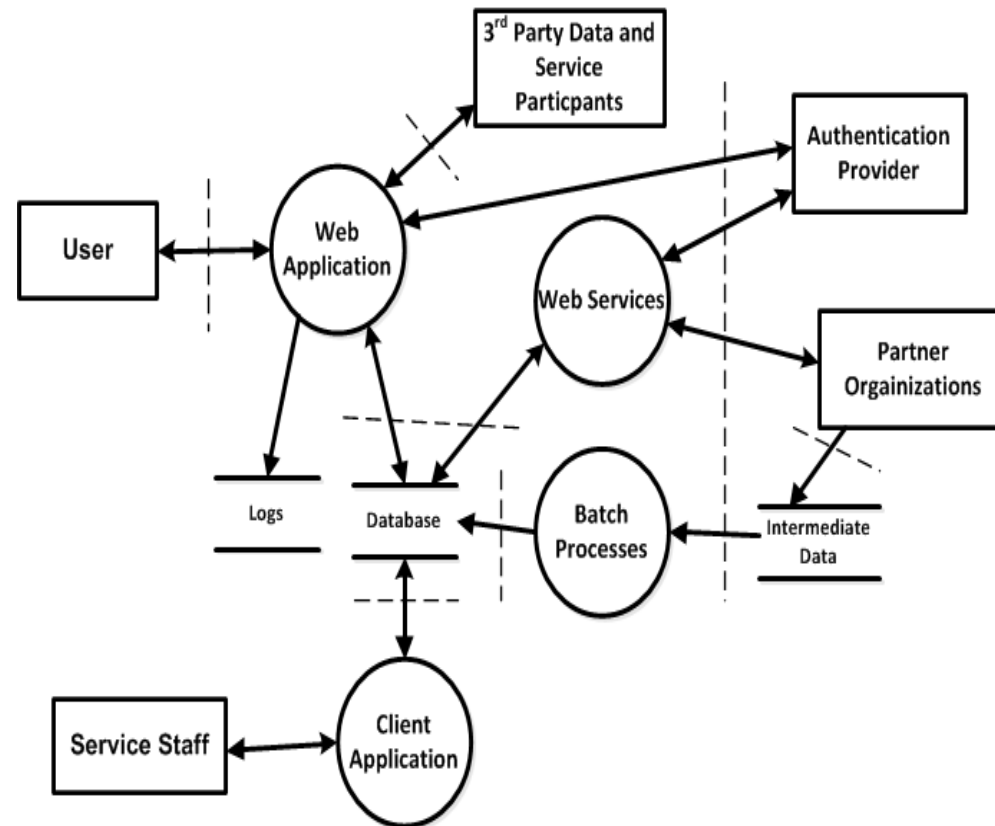 3rd Party Data and
Service
Particpants
Authentication
Provider
User
Web
Application
Web Services
Partner
Orgainizations
Logs
Database
Batch
Processes
Intermediate
Data
Service Staff
Client
Application